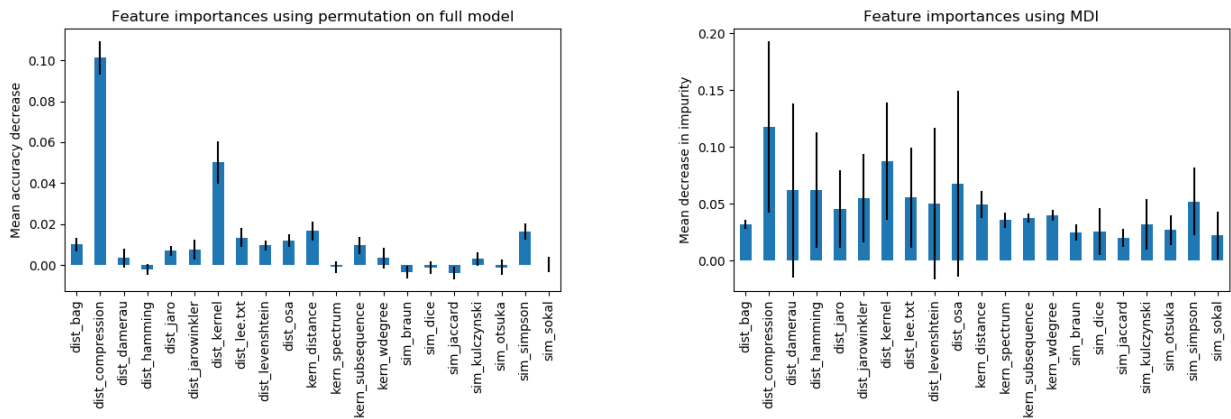 Feature importances using permutation on full model
Mean accuracy decrease
0.10
0.08
0.06
0.04
0.02
0.00
dist_bag
dist_compression
dist_damerau
dist_hamming
dist_jaro
dist_jarowinkler
dist_kernel
dist_lee.txt
dist_levenshtein
dist_osa
kern_distance
kern_spectrum
kern_subsequence
kern_wdegree
sim_braun
sim_dice
sim_jaccard
sim_kulczynski
sim_otsuka
sim_simpson
sim_sokal
Feature importances using MDI
Mean decrease in impurity
0.20
0.15
0.10
0.05
0.00
dist_bag
dist_compression
dist_damerau
dist_hamming
dist_jaro
dist_jarowinkler
dist_kernel
dist_lee.txt
dist_levenshtein
dist_osa
kern_distance
kern_spectrum
kern_subsequence
kern_wdegree
sim_braun
sim_dice
sim_jaccard
sim_kulczynski
sim_otsuka
sim_simpson
sim_sokal